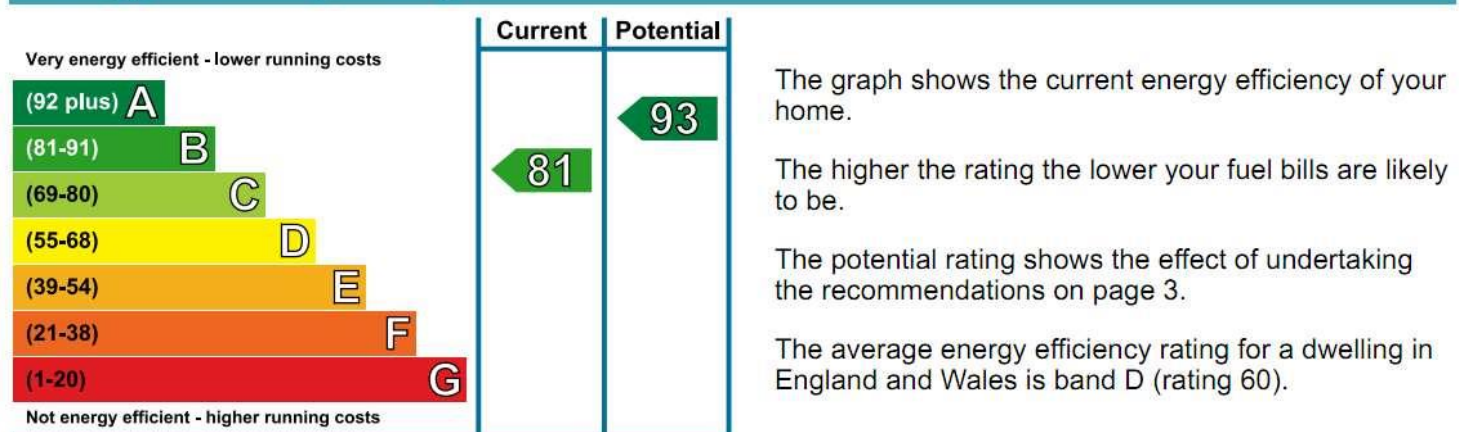 Current Potential
Very energy efficient - lower running costs
(92 plus) A
93
(81-91) B
81
(69-80) C
(55-68) D
(39-54) E
(21-38) F
(1-20) G
Not energy efficient - higher running costs
The graph shows the current energy efficiency of your
home.
The higher the rating the lower your fuel bills are likely
to be.
The potential rating shows the effect of undertaking
the recommendations on page 3.
The average energy efficiency rating for a dwelling in
England and Wales is band D (rating 60).